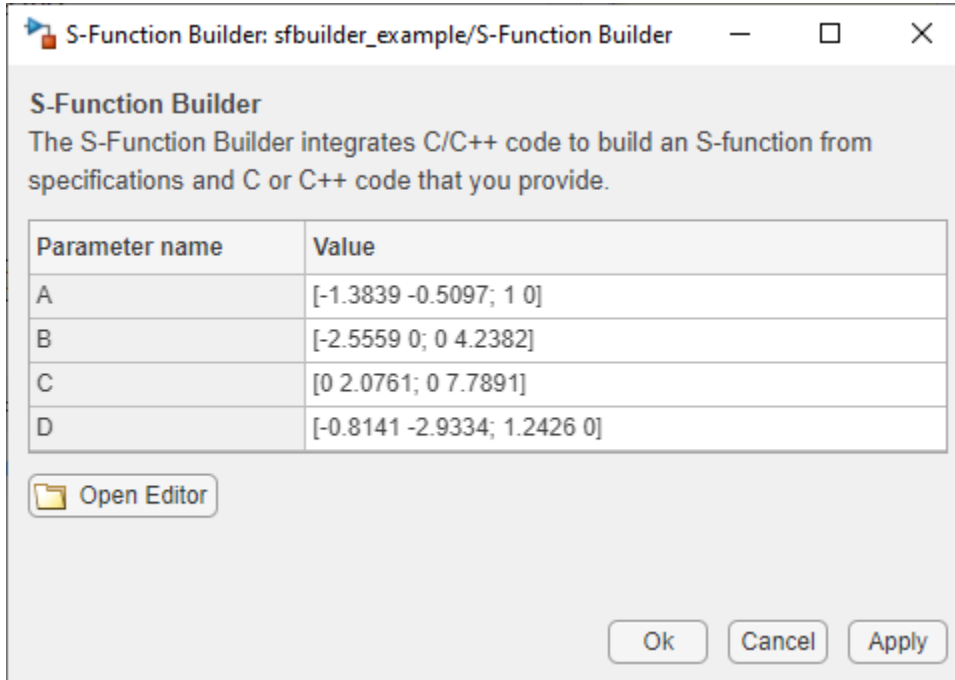 S-Function Builder: sfbuilder_example/S-Function Builder
S-Function Builder
The S-Function Builder integrates C/C++ code to build an S-function from
specifications and C or C++ code that you provide.
Parameter name Value
A [-1.3839 -0.5097; 1 0]
B [-2.5559 0; 0 4.2382]
C [0 2.0761; 0 7.7891]
D [-0.8141 -2.9334; 1.2426 0]
Open Editor
Ok Cancel Apply